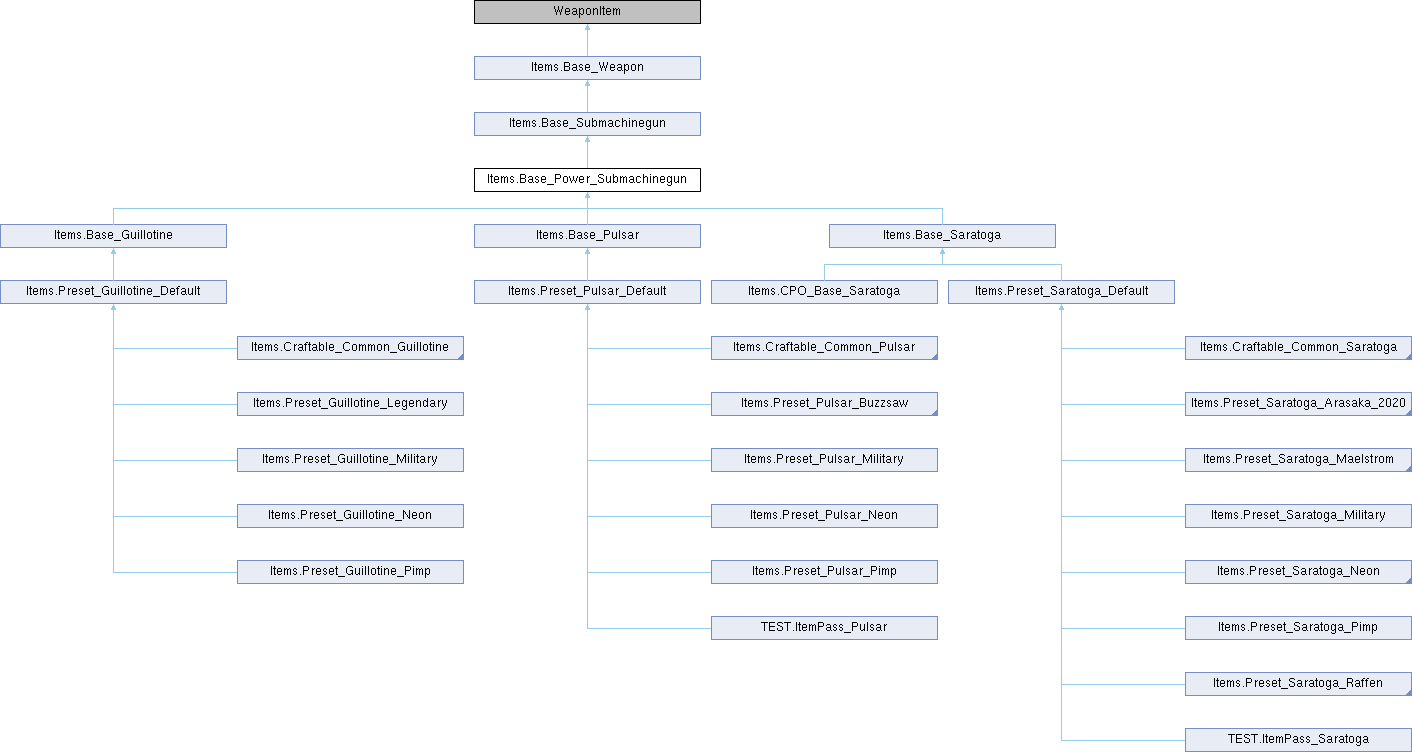 WeaponItem
Items.Base_Weapon
Items.Base_Submachinegun
Items.Base_Power_Submachinegun
Items.Base_Guillotine
Items.Base_Pulsar
Items.Base_Saratoga
Items.Preset_Guillotine_Default
Items.Preset_Pulsar_Default
Items.CPO_Base_Saratoga
Items.Preset_Saratoga_Default
Items.Craftable_Common_Guillotine
Items.Craftable_Common_Pulsar
Items.Craftable_Common_Saratoga
Items.Preset_Guillotine_Legendary
Items.Preset_Pulsar_Buzzsaw
Items.Preset_Saratoga_Arasaka_2020
Items.Preset_Guillotine_Military
Items.Preset_Pulsar_Military
Items.Preset_Saratoga_Maelstrom
Items.Preset_Guillotine_Neon
Items.Preset_Pulsar_Neon
Items.Preset_Saratoga_Military
Items.Preset_Guillotine_Pimp
Items.Preset_Pulsar_Pimp
Items.Preset_Saratoga_Neon
TEST.ItemPass_Pulsar
Items.Preset_Saratoga_Pimp
Items.Preset_Saratoga_Raffen
TEST.ItemPass_Saratoga